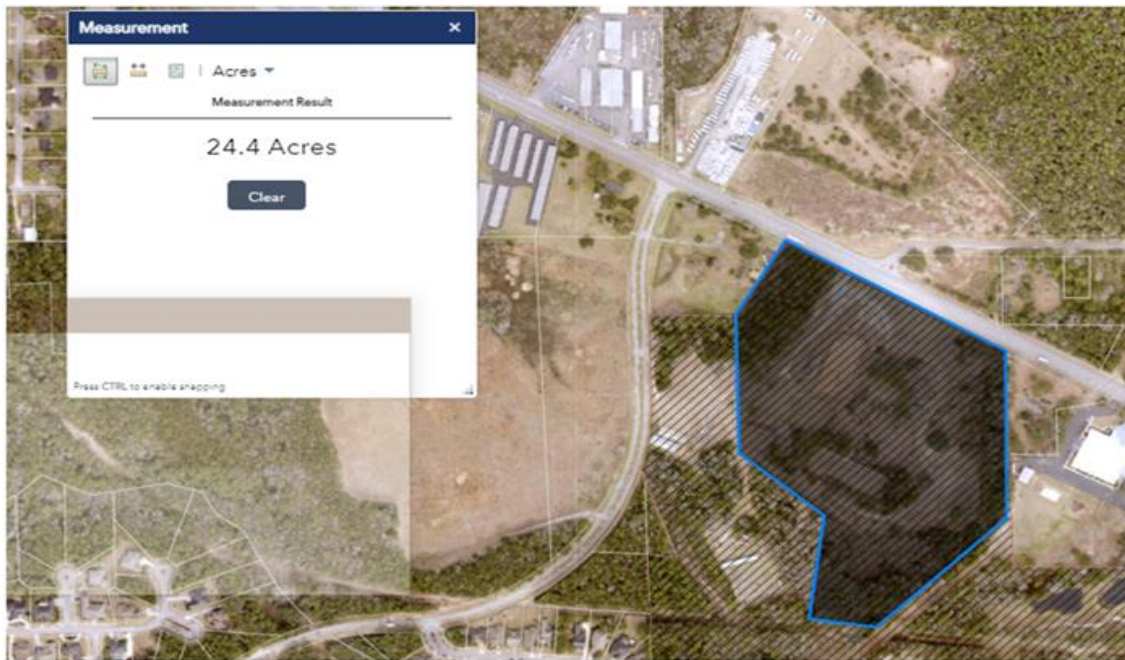 Measurement
Acres
Measurement Result
24.4 Acres
Clear
Press CTRL to enable snapping